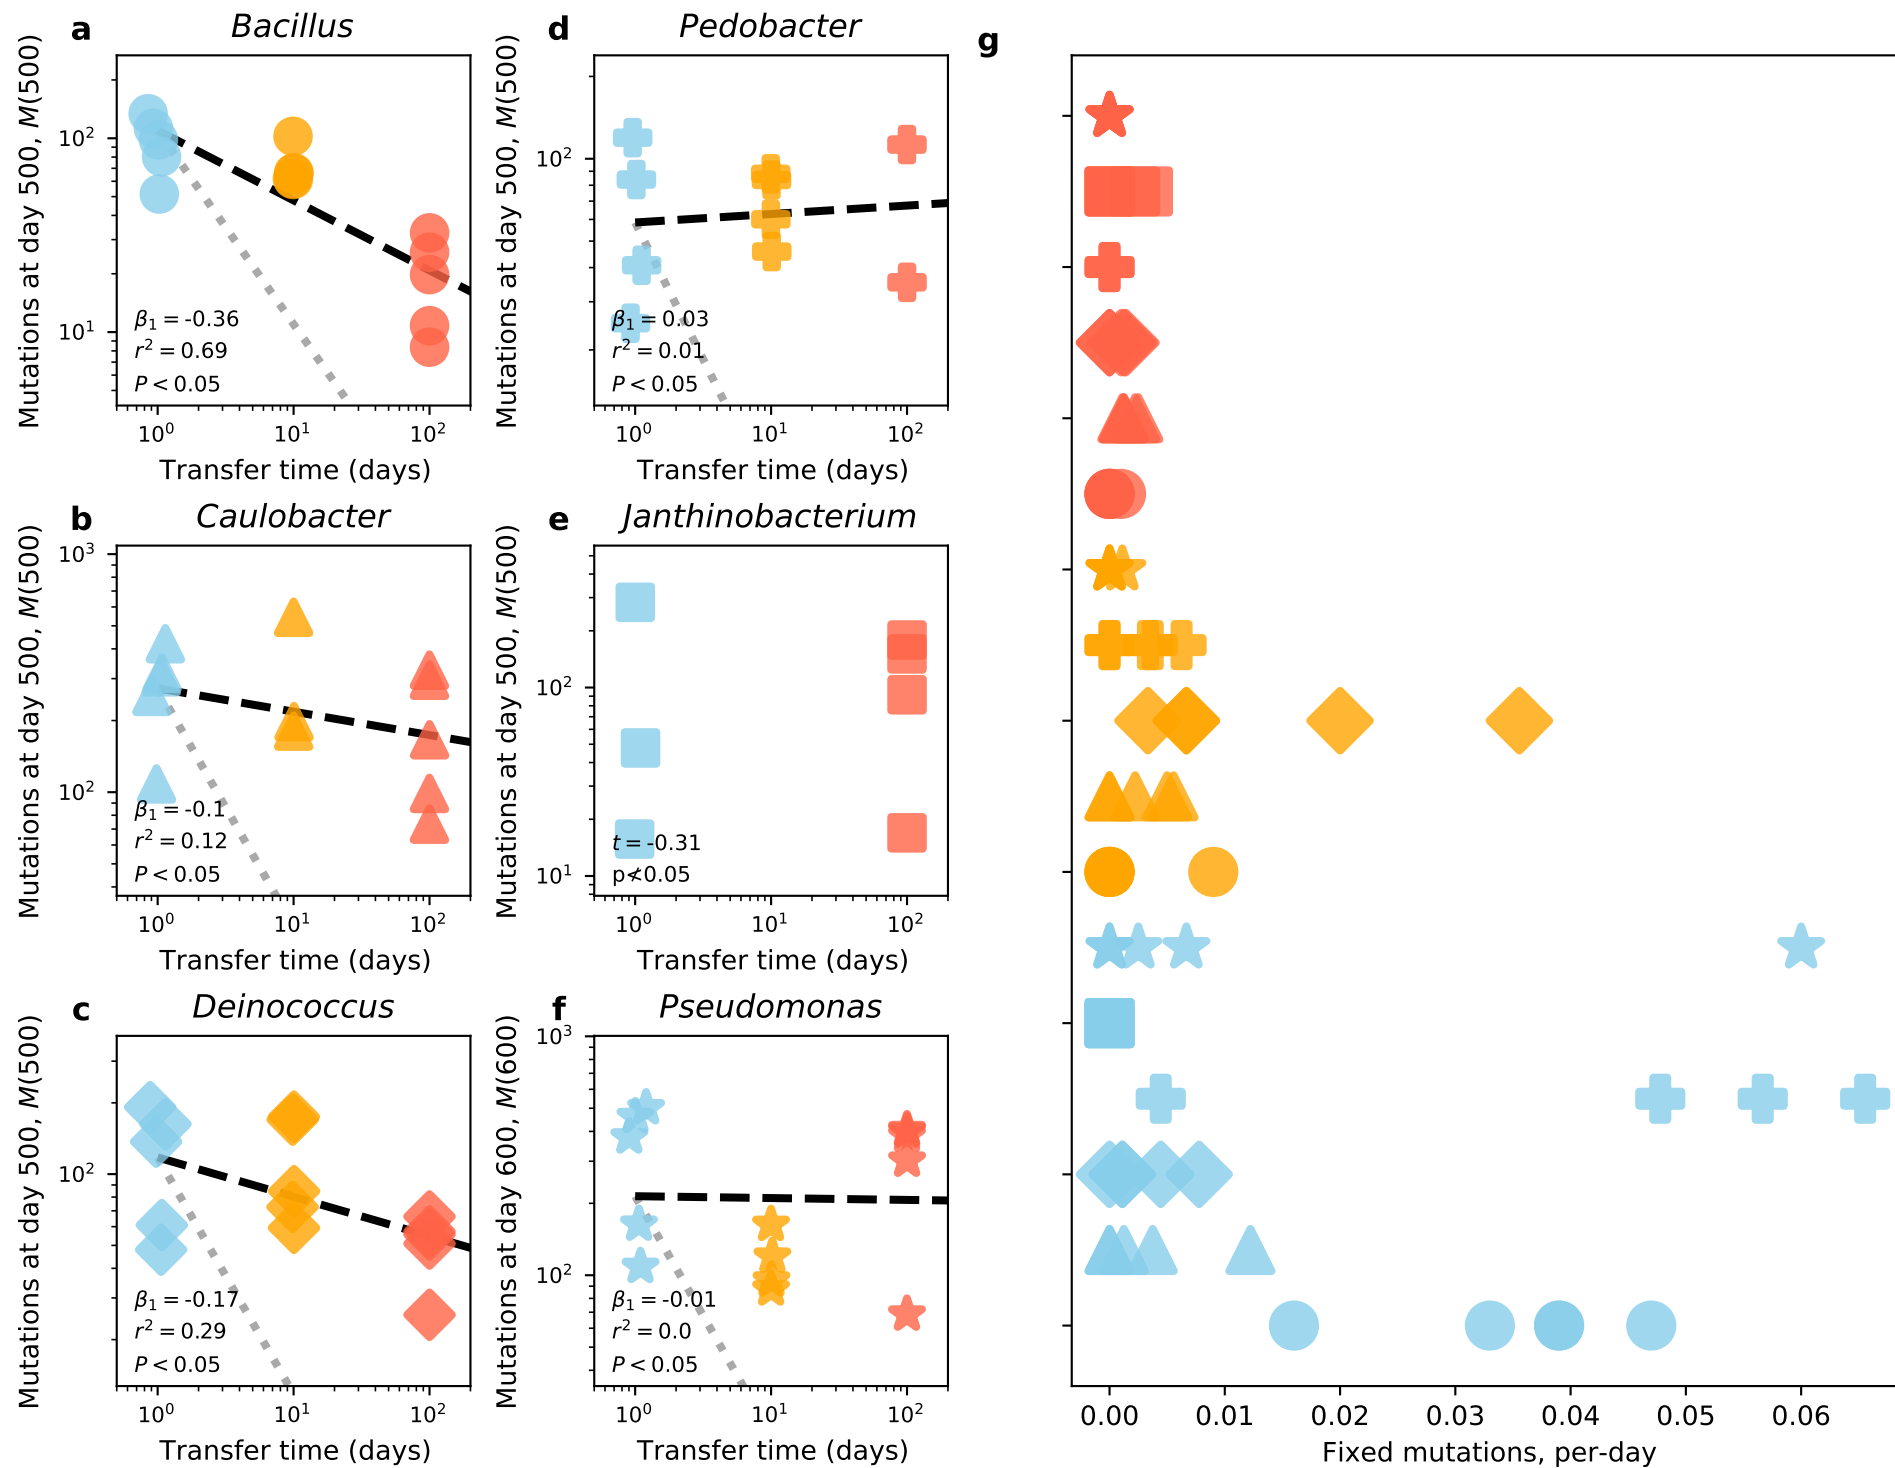 a
Bacillus
Mutations at day 500, M(500)
10²
10¹
β₁ = -0.36
r² = 0.69
P < 0.05
10⁰
10¹
10²
Transfer time (days)
d
Pedobacter
Mutations at day 500, M(500)
10²
β₁ = 0.03
r² = 0.01
P < 0.05
10⁰
10¹
10²
Transfer time (days)
b
Caulobacter
Mutations at day 500, M(500)
10³
10²
β₁ = -0.1
r² = 0.12
P < 0.05
10⁰
10¹
10²
Transfer time (days)
e
Janthinobacterium
Mutations at day 500, M(500)
10²
10¹
t = -0.31
p≮0.05
10⁰
10¹
10²
Transfer time (days)
c
Deinococcus
Mutations at day 500, M(500)
10²
β₁ = -0.17
r² = 0.29
P < 0.05
10⁰
10¹
10²
Transfer time (days)
f
Pseudomonas
Mutations at day 600, M(600)
10³
10²
β₁ = -0.01
r² = 0.0
P < 0.05
10⁰
10¹
10²
Transfer time (days)
g
0.00
0.01
0.02
0.03
0.04
0.05
0.06
Fixed mutations, per-day